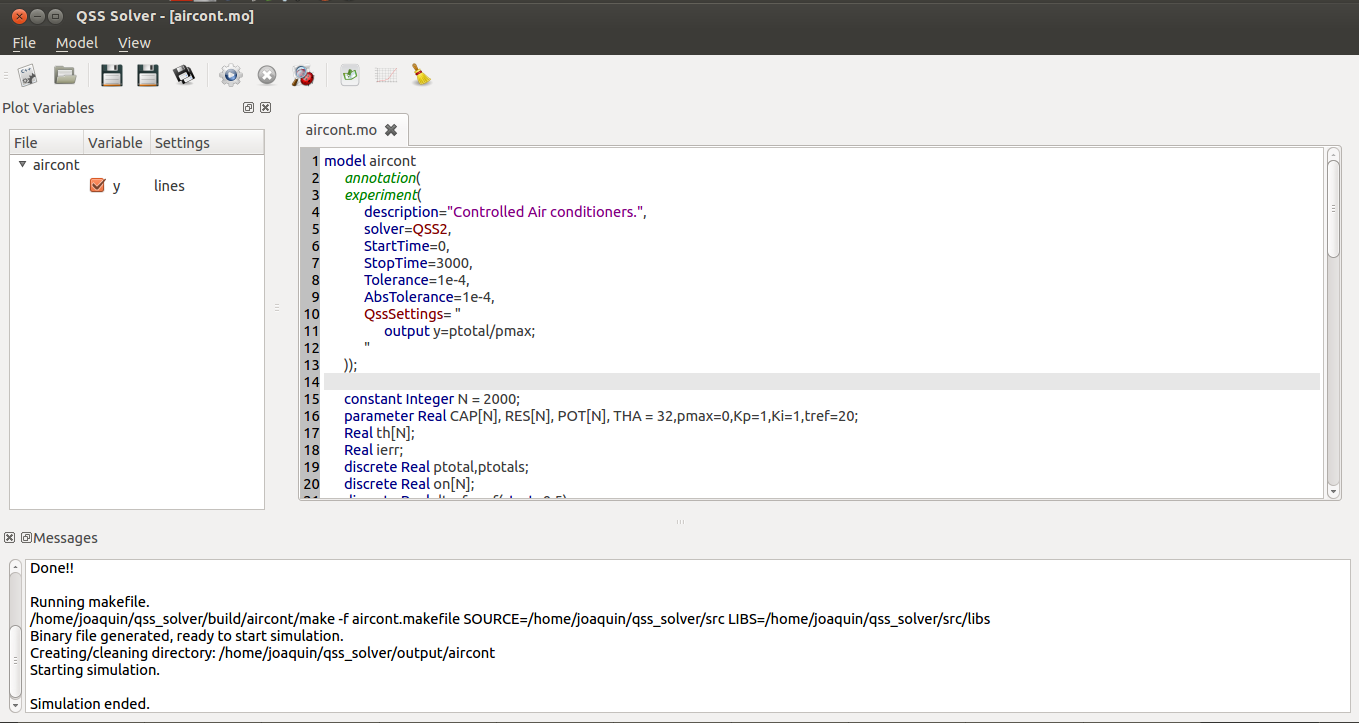 QSS Solver - [aircont.mo]
File Model View
Plot Variables
File Variable Settings
aircont
y lines
aircont.mo
1 model aircont
2 annotation(
3 experiment(
4 description="Controlled Air conditioners.",
5 solver=QSS2,
6 StartTime=0,
7 StopTime=3000,
8 Tolerance=1e-4,
9 AbsTolerance=1e-4,
10 QssSettings= "
11 output y=ptotal/pmax;
12 "
13 ));
14
15 constant Integer N = 2000;
16 parameter Real CAP[N], RES[N], POT[N], THA = 32,pmax=0,Kp=1,Ki=1,tref=20;
17 Real th[N];
18 Real ierr;
19 discrete Real ptotal,ptotals;
20 discrete Real on[N];
Messages
Done!!
Running makefile.
/home/joaquin/qss_solver/build/aircont/make -f aircont.makefile SOURCE=/home/joaquin/qss_solver/src LIBS=/home/joaquin/qss_solver/src/libs
Binary file generated, ready to start simulation.
Creating/cleaning directory: /home/joaquin/qss_solver/output/aircont
Starting simulation.
Simulation ended.